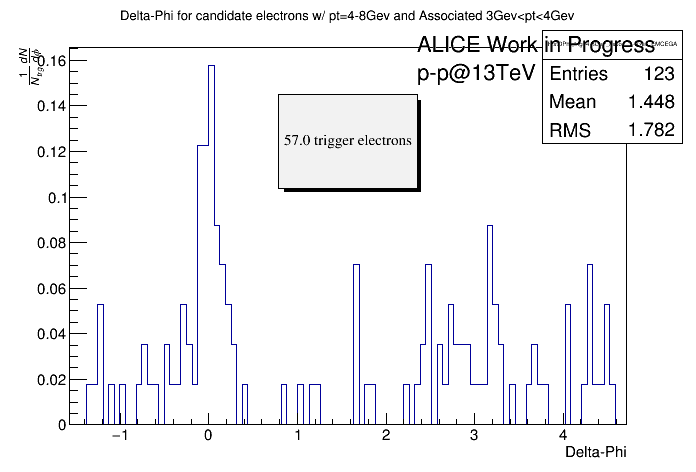 Delta-Phi for candidate electrons w/ pt=4-8Gev and Associated 3Gev<pt<4Gev
ALICE Work in Progress
p-p@13TeV
Entries 123
Mean 1.448
RMS 1.782
57.0 trigger electrons
0.16
0.14
0.12
0.1
0.08
0.06
0.04
0.02
0
−1 0 1 2 3 4
Delta-Phi